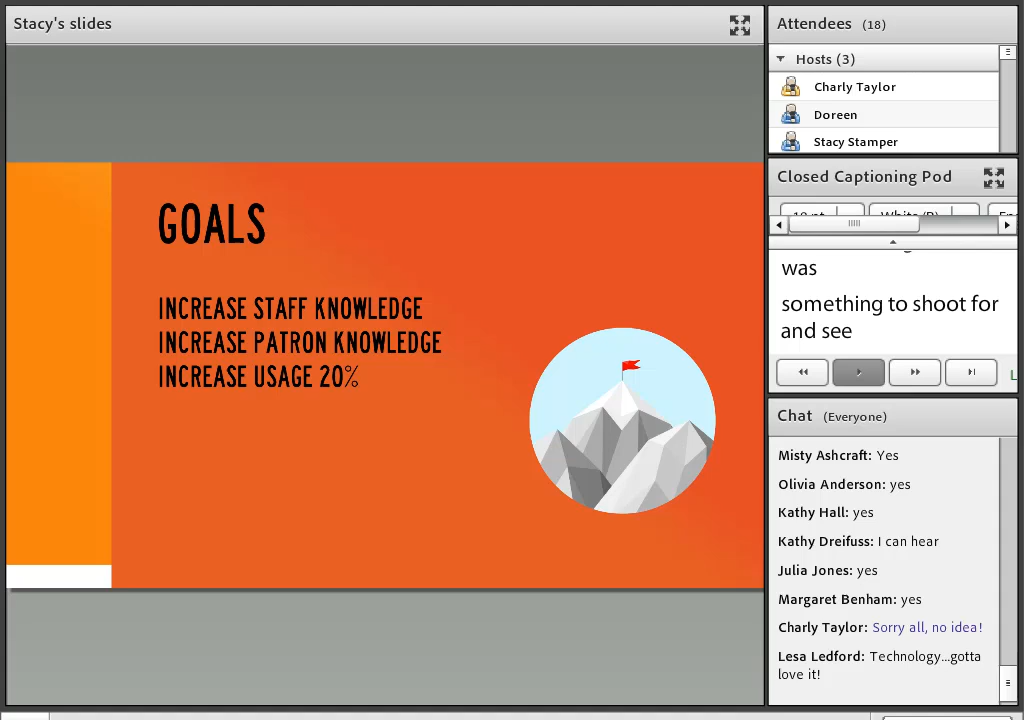 Stacy's slides
GOALS
INCREASE STAFF KNOWLEDGE
INCREASE PATRON KNOWLEDGE
INCREASE USAGE 20%
Attendees (18)
Hosts (3)
Charly Taylor
Doreen
Stacy Stamper
Closed Captioning Pod
was
something to shoot for
and see
Chat (Everyone)
Misty Ashcraft: Yes
Olivia Anderson: yes
Kathy Hall: yes
Kathy Dreifuss: I can hear
Julia Jones: yes
Margaret Benham: yes
Charly Taylor: Sorry all, no idea!
Lesa Ledford: Technology...gotta
love it!